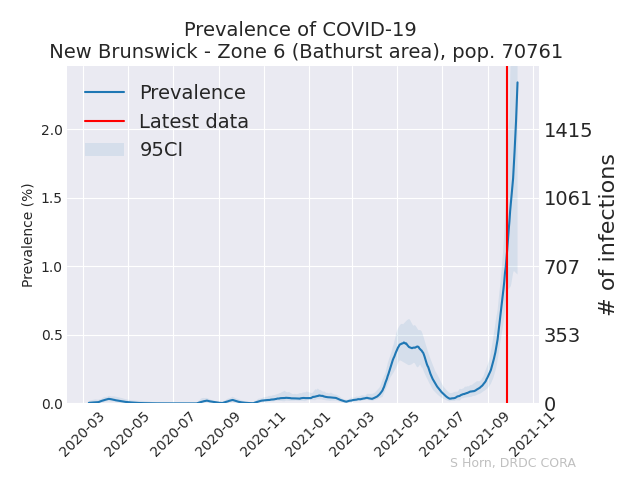 Prevalence of COVID-19
New Brunswick - Zone 6 (Bathurst area), pop. 70761
Prevalence
Latest data
95CI
Prevalence (%)
2.0
1.5
1.0
0.5
0.0
1415
1061
707
353
0
# of infections
2020-03
2020-05
2020-07
2020-09
2020-11
2021-01
2021-03
2021-05
2021-07
2021-09
2021-11
S Horn, DRDC CORA